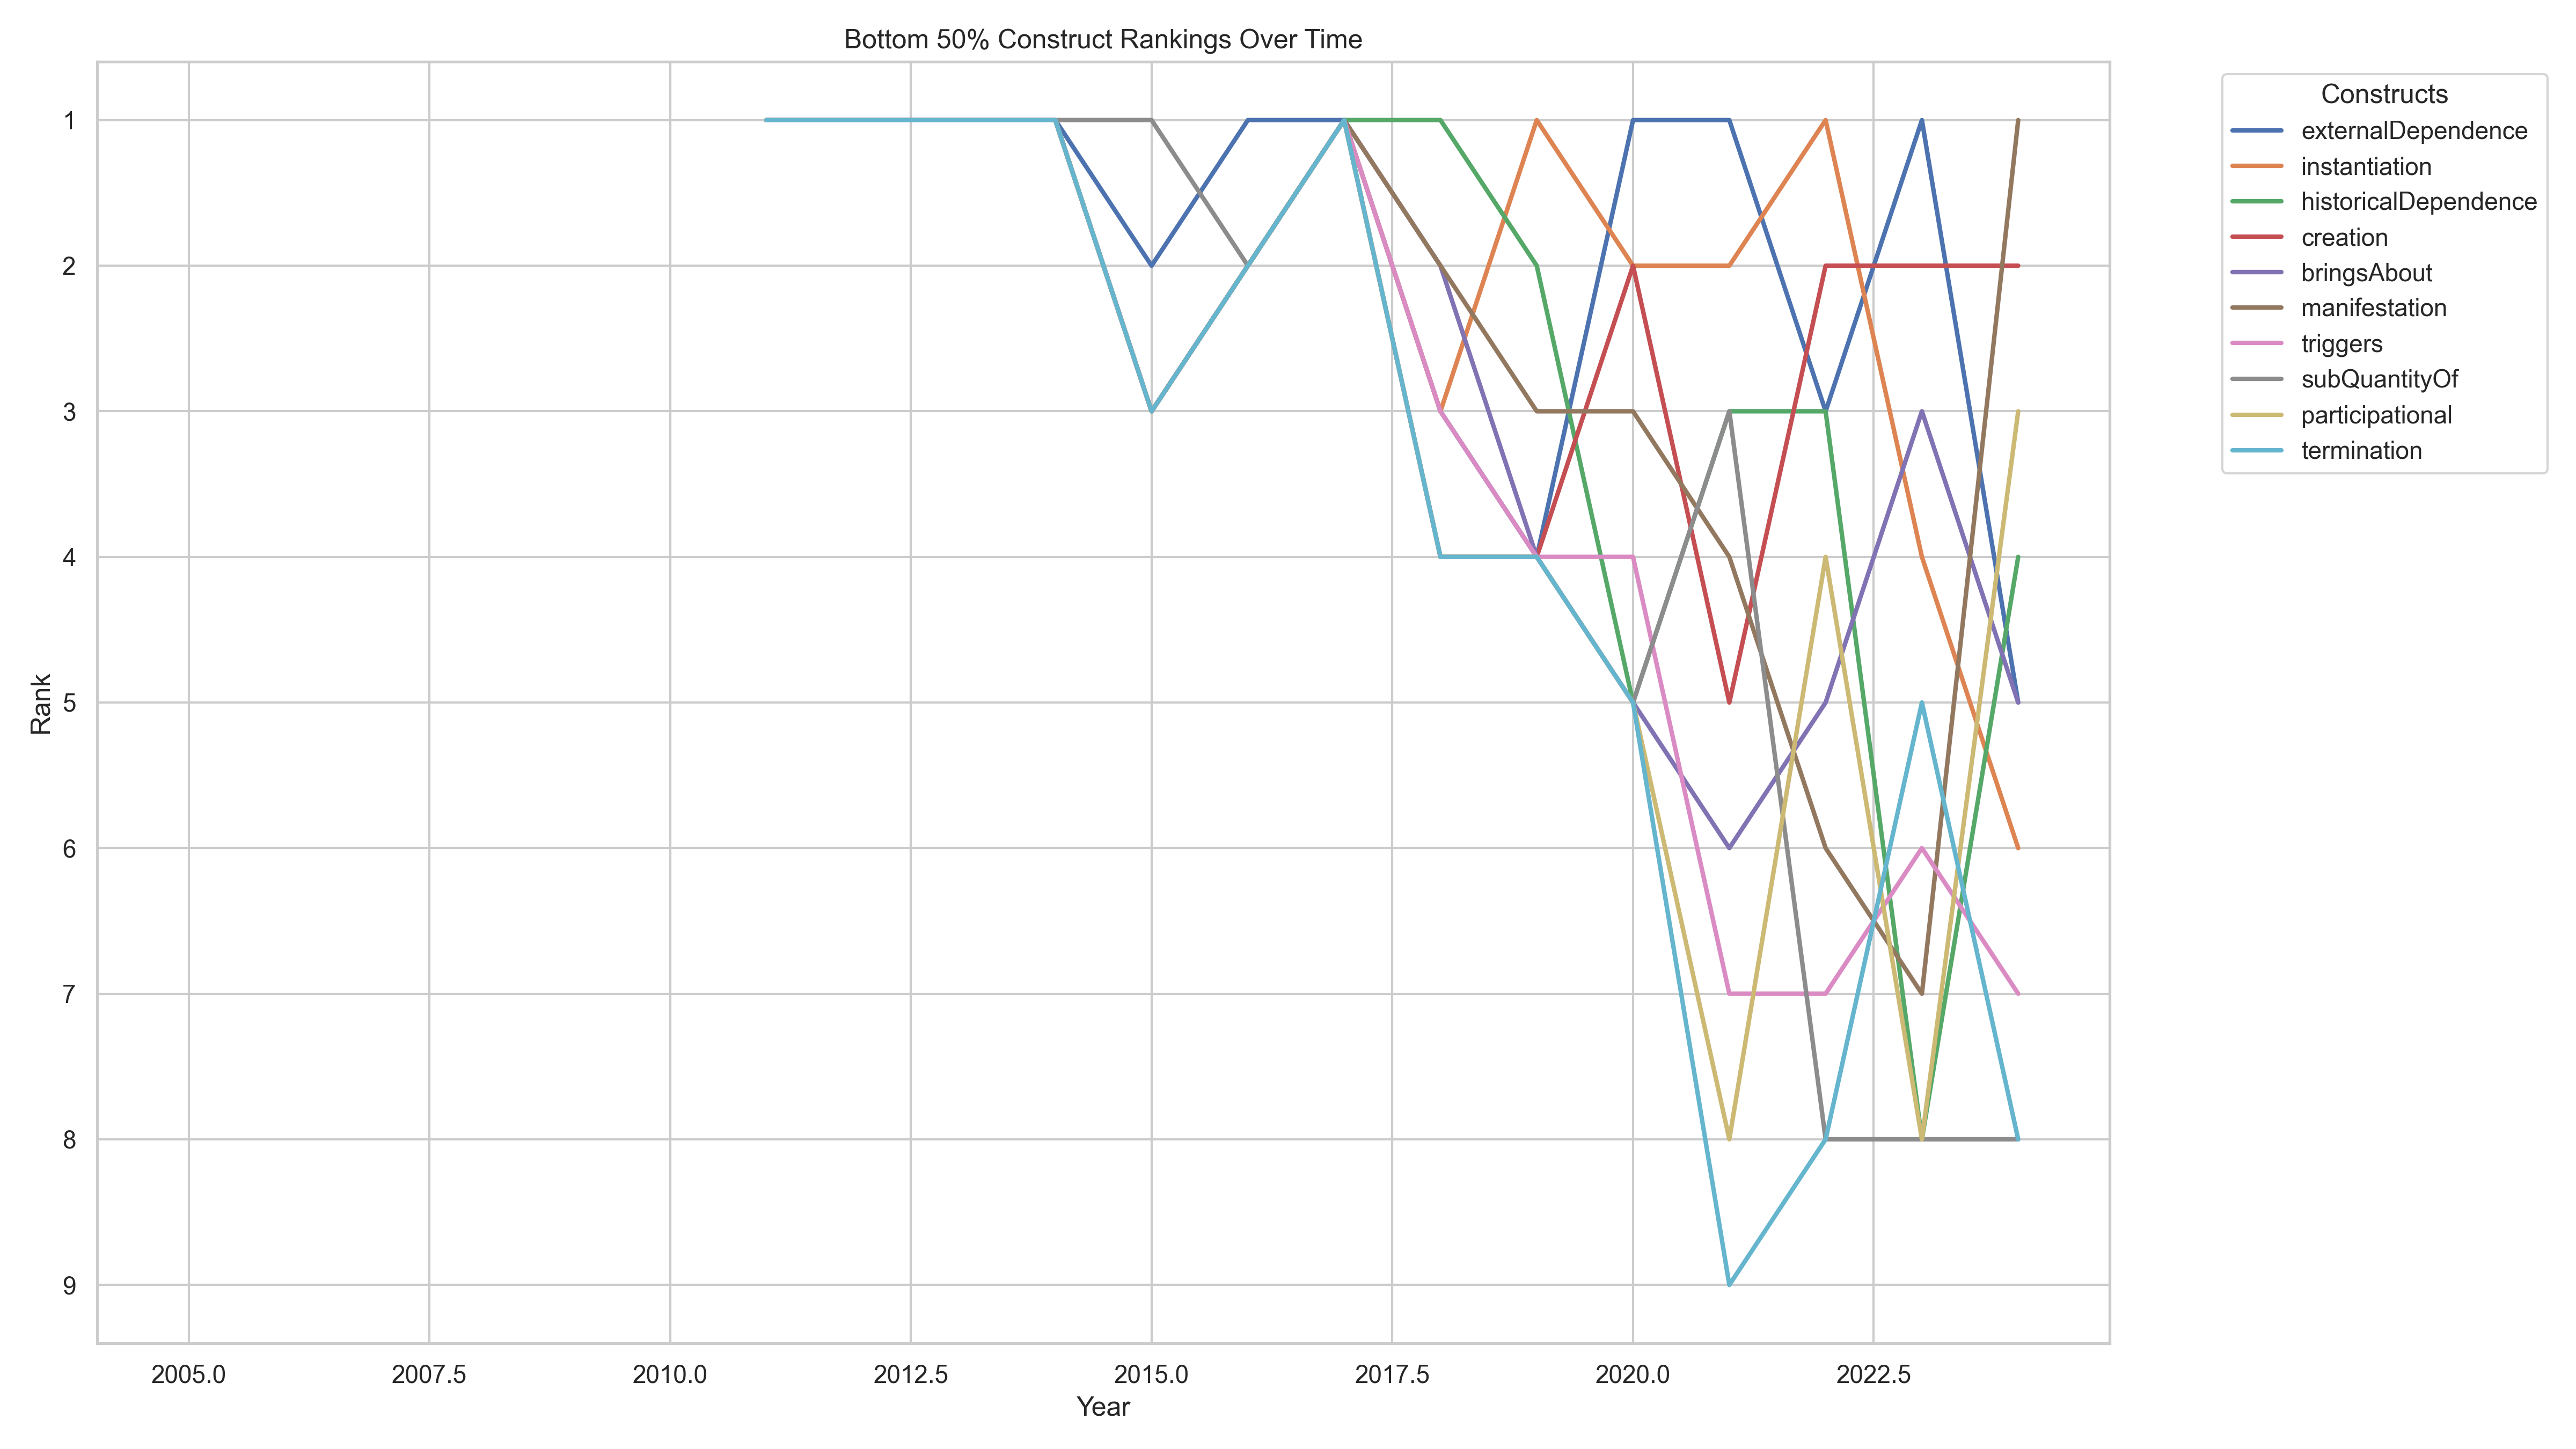 Bottom 50% Construct Rankings Over Time
Constructs
externalDependence
instantiation
historicalDependence
creation
bringsAbout
manifestation
triggers
subQuantityOf
participational
termination
Rank
1
2
3
4
5
6
7
8
9
2005.0 2007.5 2010.0 2012.5 2015.0 2017.5 2020.0 2022.5
Year